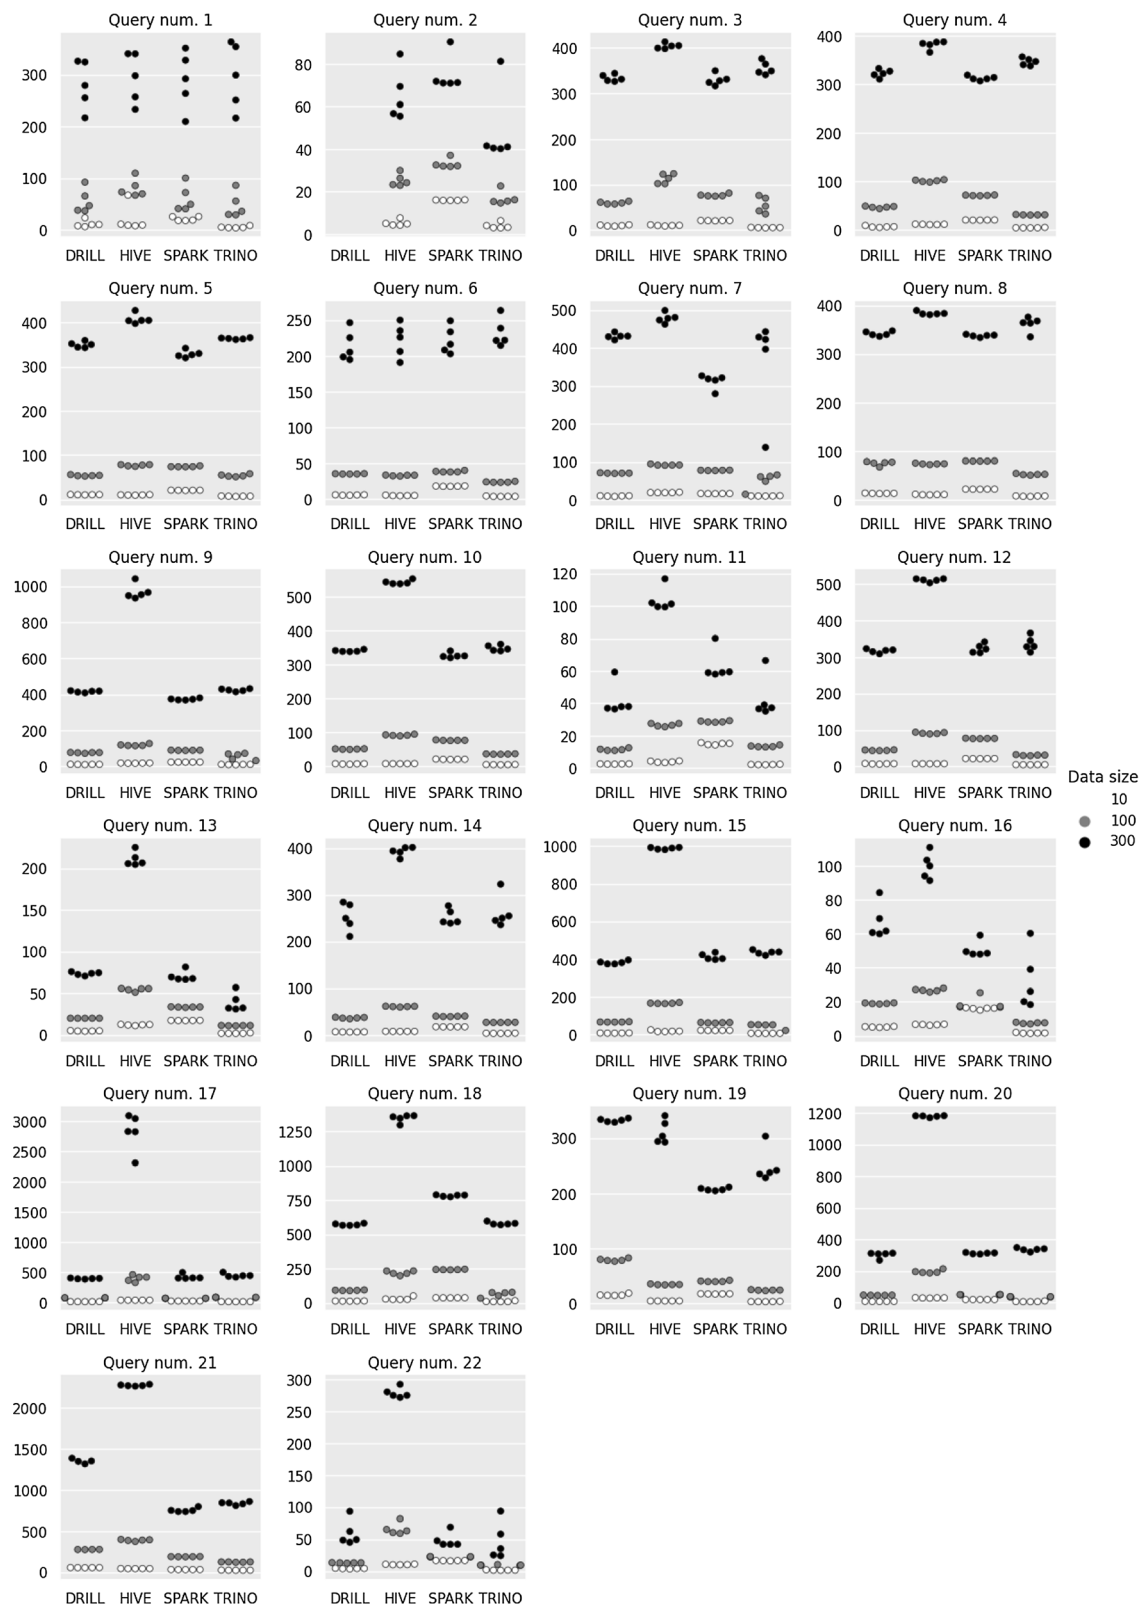 Query num. 1 Query num. 2 Query num. 3 Query num. 4
300 80 400 400
200 60 300 300
100 40 200 200
0 20 100 100
0 0 0
DRILL HIVE SPARK TRINO DRILL HIVE SPARK TRINO DRILL HIVE SPARK TRINO DRILL HIVE SPARK TRINO
Query num. 5 Query num. 6 Query num. 7 Query num. 8
400 250 500 400
300 200 400 300
200 150 300 200
100 100 200 100
0 50 100 0
0 0
DRILL HIVE SPARK TRINO DRILL HIVE SPARK TRINO DRILL HIVE SPARK TRINO DRILL HIVE SPARK TRINO
Query num. 9 Query num. 10 Query num. 11 Query num. 12
1000 500 120 500
800 400 100 400
600 300 80 300
400 200 60 200
200 100 40 100
0 0 20 0
0
DRILL HIVE SPARK TRINO DRILL HIVE SPARK TRINO DRILL HIVE SPARK TRINO DRILL HIVE SPARK TRINO
Data size
10
100
300
Query num. 13 Query num. 14 Query num. 15 Query num. 16
200 400 1000 100
150 300 800 80
100 200 600 60
50 100 400 40
0 0 200 20
0 0
DRILL HIVE SPARK TRINO DRILL HIVE SPARK TRINO DRILL HIVE SPARK TRINO DRILL HIVE SPARK TRINO
Query num. 17 Query num. 18 Query num. 19 Query num. 20
3000 1250 300 1200
2500 1000 200 1000
2000 750 100 800
1500 500 0 600
1000 250 400
500 0 200
0 0
DRILL HIVE SPARK TRINO DRILL HIVE SPARK TRINO DRILL HIVE SPARK TRINO DRILL HIVE SPARK TRINO
Query num. 21 Query num. 22
2000 300
1500 250
1000 200
500 150
0 100
50
0
DRILL HIVE SPARK TRINO DRILL HIVE SPARK TRINO